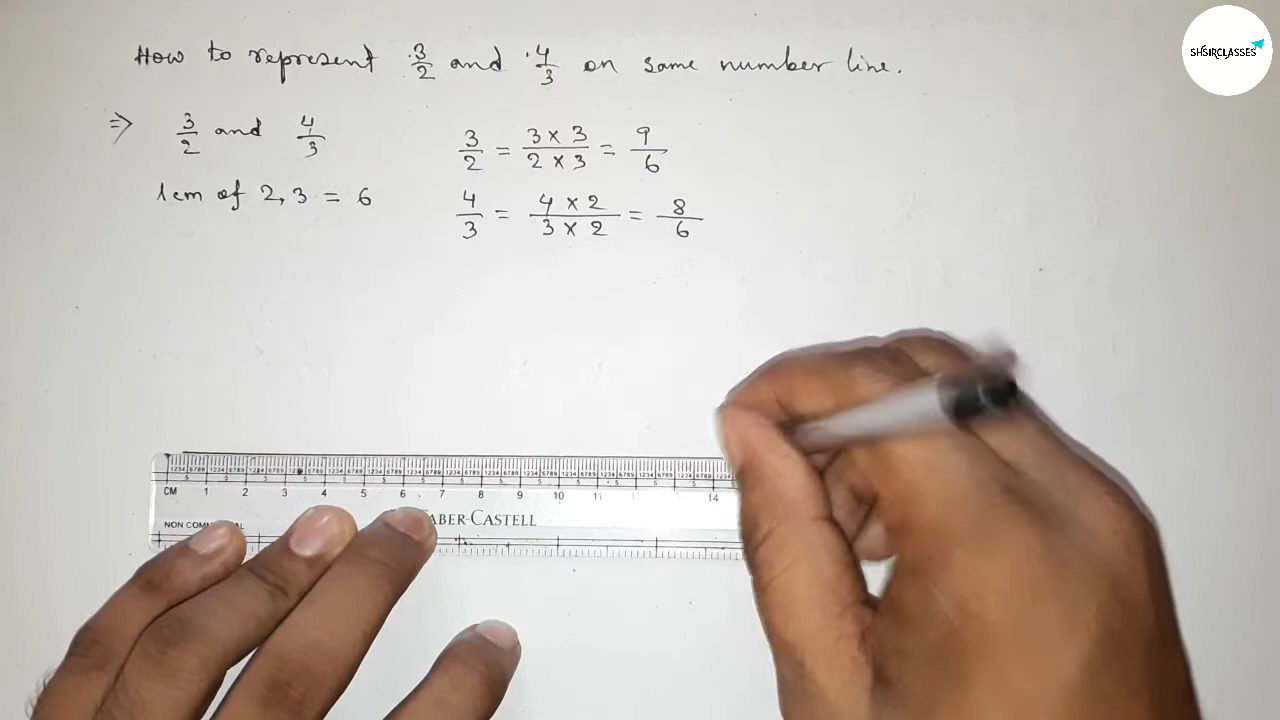 How to represent 3/2 and 4/3 on same number line.
SHSIRCLASSES
⇒ 3/2 and 4/3
lcm of 2, 3 = 6
3/2 = 3 × 3 / 2 × 3 = 9/6
4/3 = 4 × 2 / 3 × 2 = 8/6
CM 1 2 3 4 5 6 7 8 9 10 11 14
FABER-CASTELL